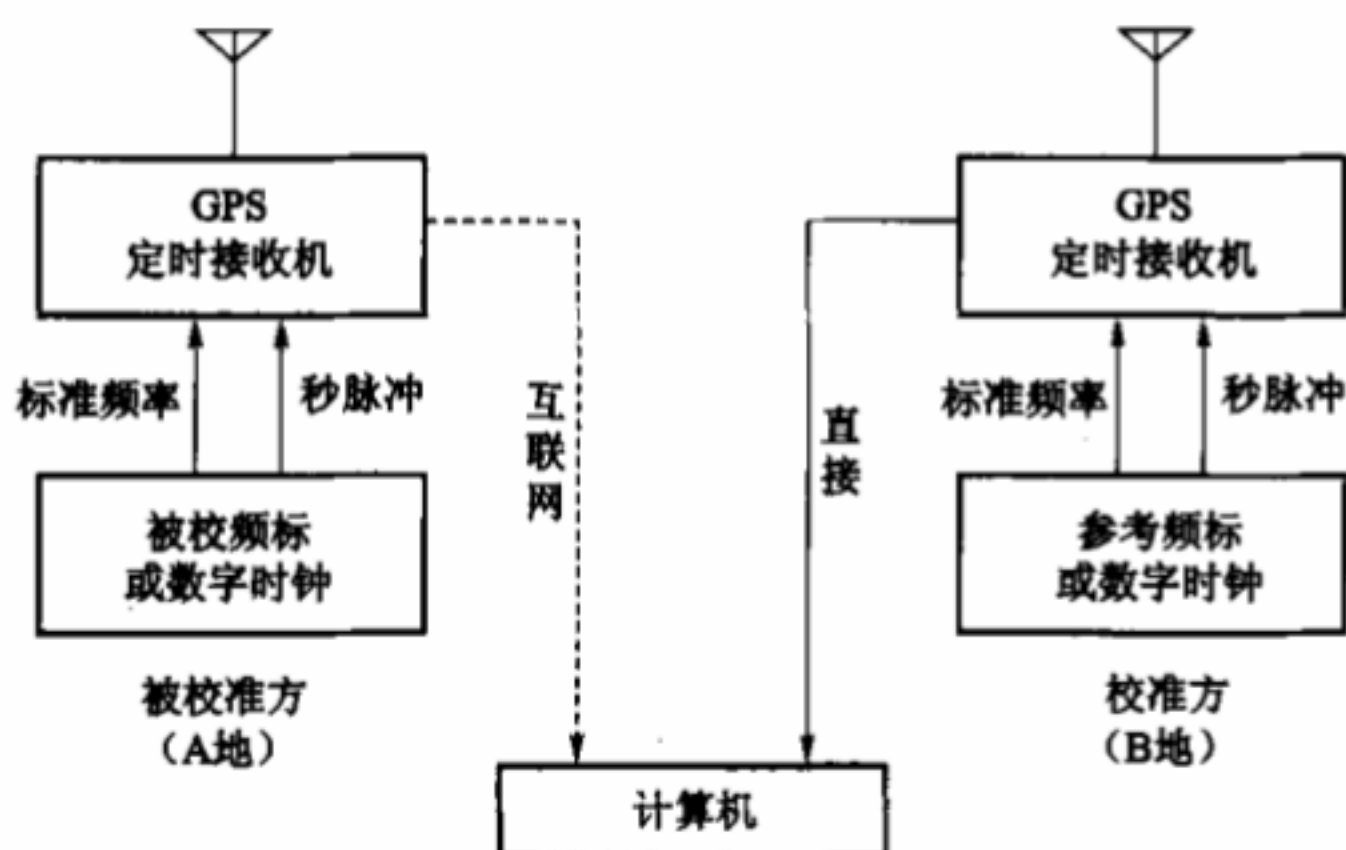 GPS
定时接收机
标准频率
秒脉冲
被校频标
或数字时钟
被校准方
（A地）
互联网
直接
GPS
定时接收机
标准频率
秒脉冲
参考频标
或数字时钟
校准方
（B地）
计算机